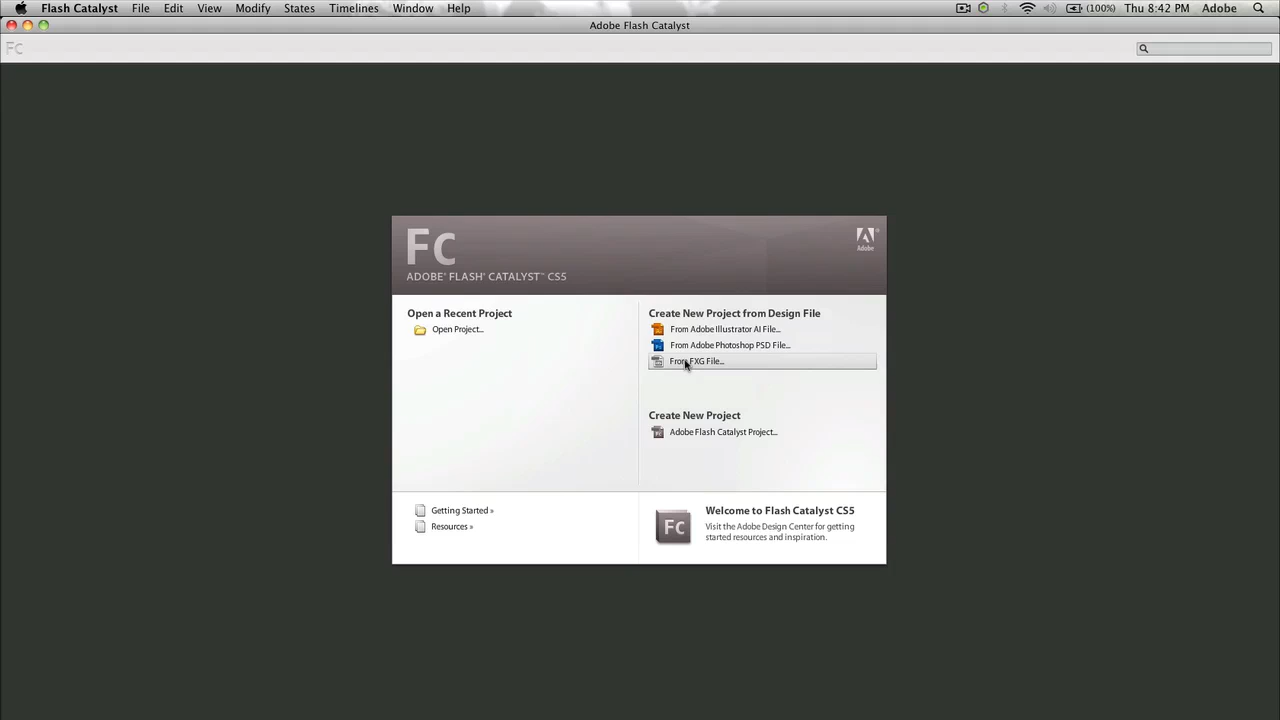 Flash Catalyst File Edit View Modify States Timelines Window Help (100%) Thu 8:42 PM Adobe
Adobe Flash Catalyst
Fc
Fc
Adobe
ADOBE® FLASH® CATALYST™ CS5
Open a Recent Project
Open Project...
Create New Project from Design File
From Adobe Illustrator AI File...
From Adobe Photoshop PSD File...
From FXG File...
Create New Project
Adobe Flash Catalyst Project...
Getting Started »
Resources »
Fc
Welcome to Flash Catalyst CS5
Visit the Adobe Design Center for getting
started resources and inspiration.